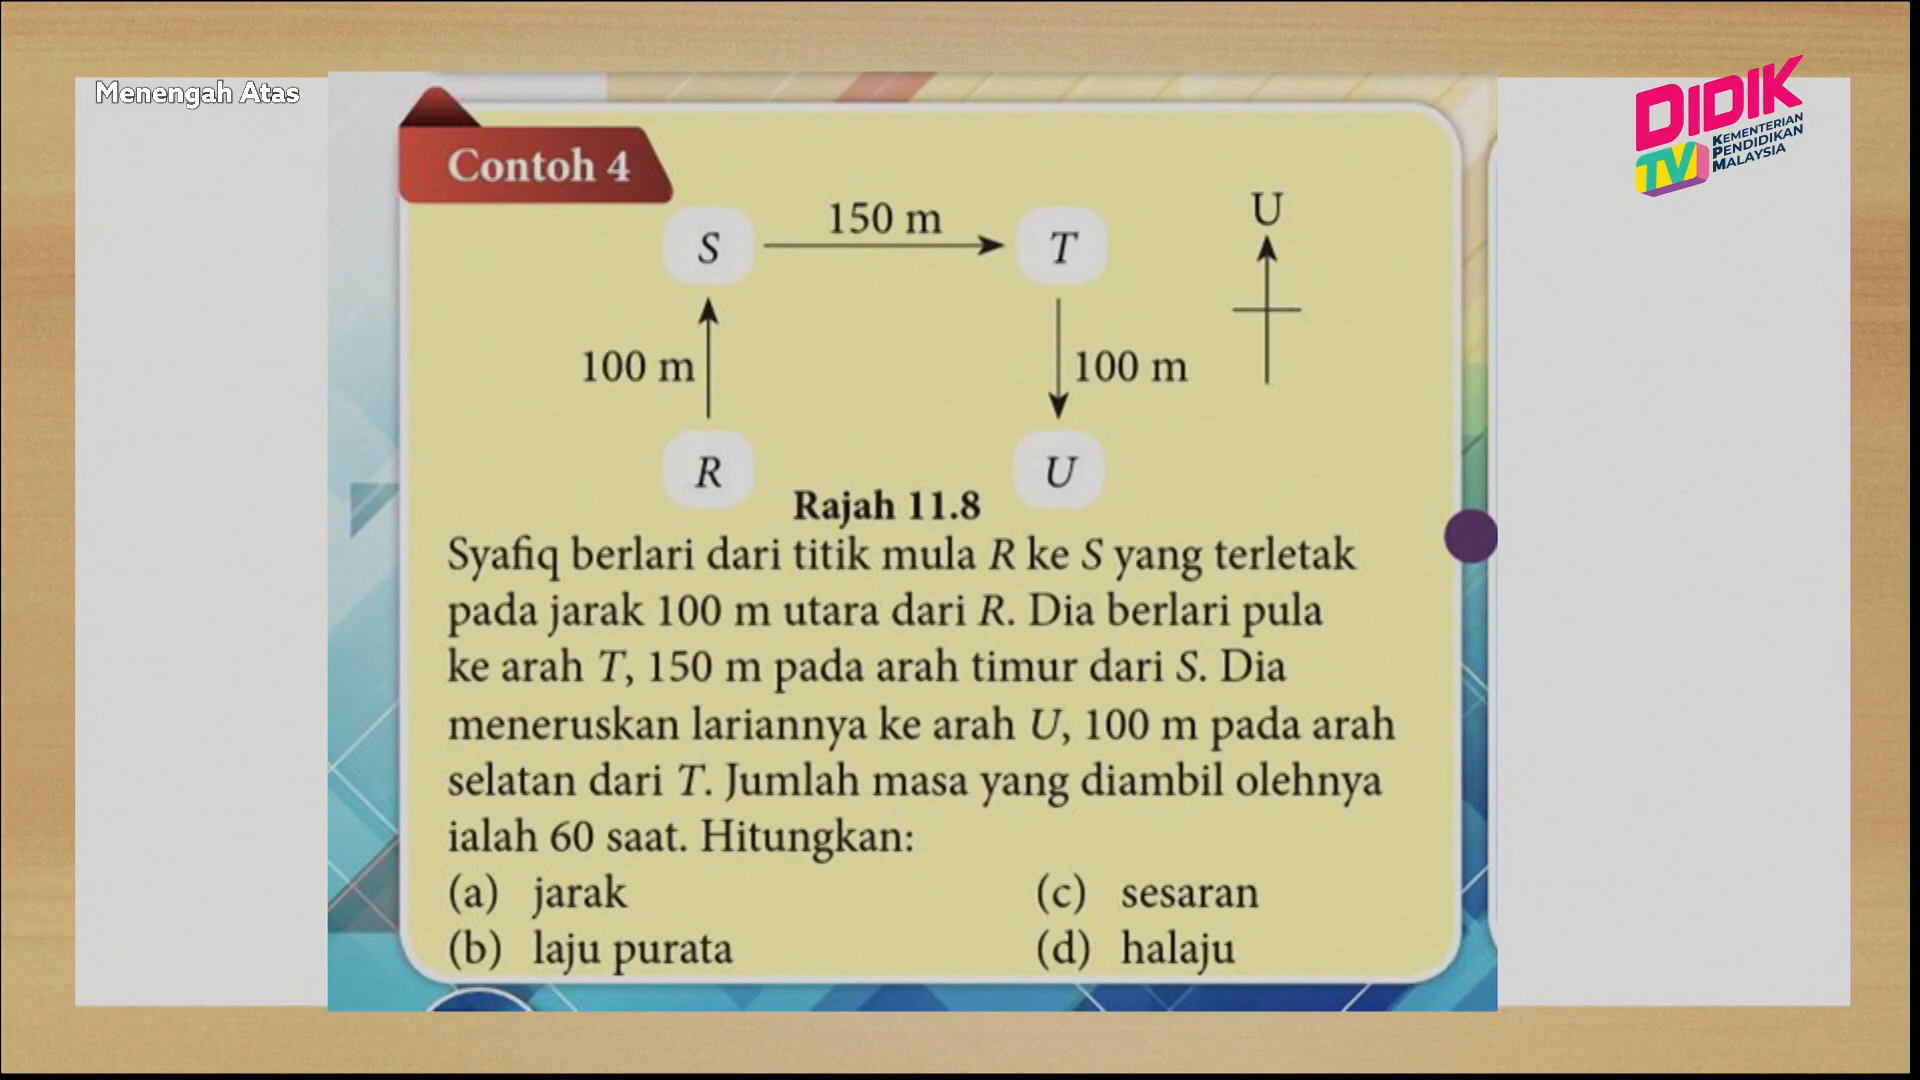 Menengah Atas
DIDIK
TV
KEMENTERIAN
PENDIDIKAN
MALAYSIA
Contoh 4
S
150 m
T
U
100 m
100 m
R
U
Rajah 11.8
Syafiq berlari dari titik mula R ke S yang terletak
pada jarak 100 m utara dari R. Dia berlari pula
ke arah T, 150 m pada arah timur dari S. Dia
meneruskan lariannya ke arah U, 100 m pada arah
selatan dari T. Jumlah masa yang diambil olehnya
ialah 60 saat. Hitungkan:
(a) jarak
(c) sesaran
(b) laju purata
(d) halaju